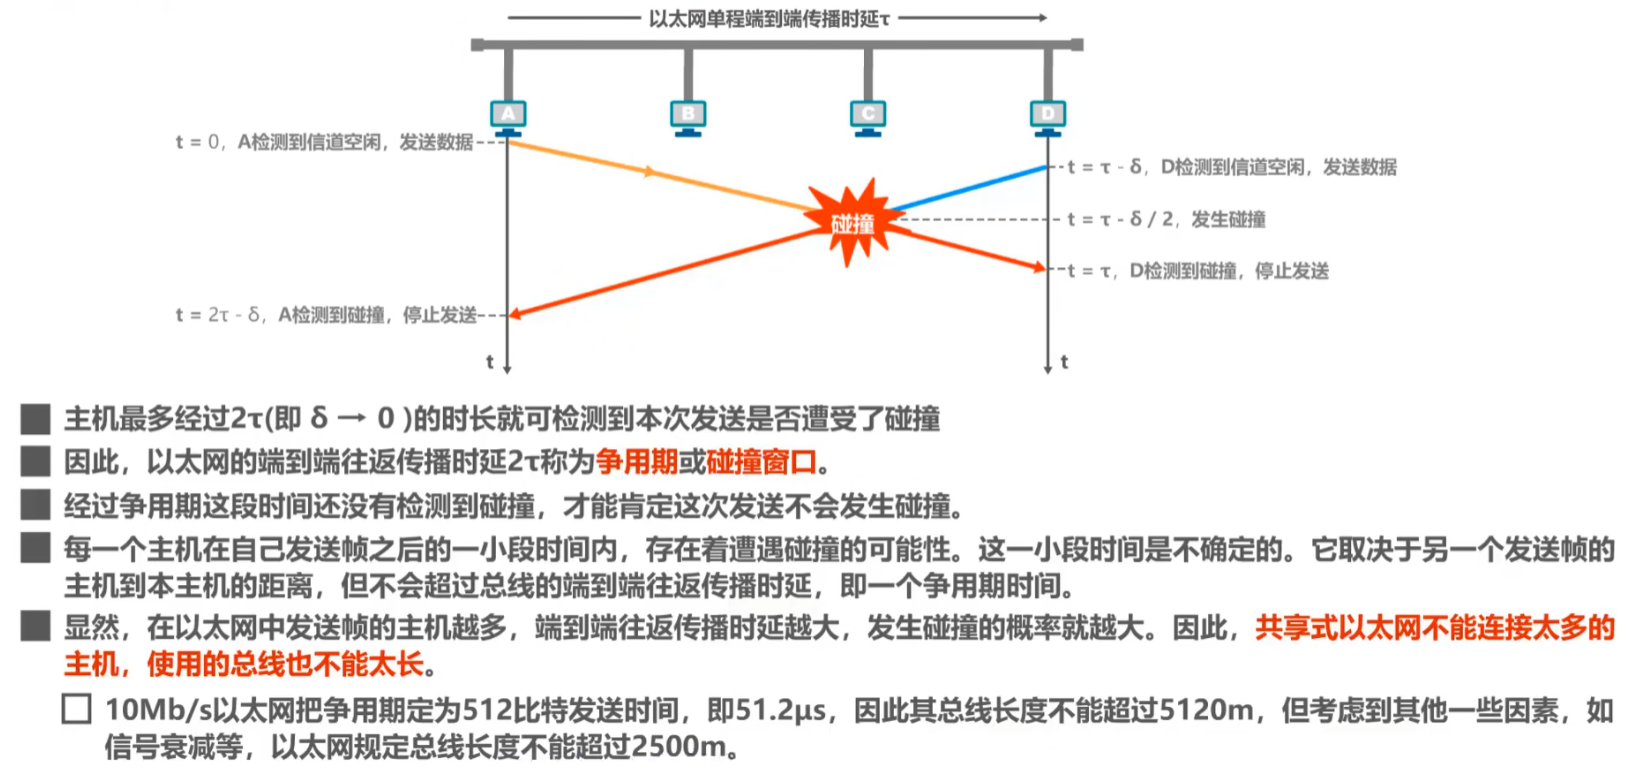 以太网单程端到端传播时延τ
A
B
C
D
t = 0，A检测到信道空闲，发送数据
t = τ - δ，D检测到信道空闲，发送数据
碰撞
t = τ - δ / 2，发生碰撞
t = τ，D检测到碰撞，停止发送
t = 2τ - δ，A检测到碰撞，停止发送
t
t
主机最多经过2τ(即 δ → 0 )的时长就可检测到本次发送是否遭受了碰撞
因此，以太网的端到端往返传播时延2τ称为争用期或碰撞窗口。
经过争用期这段时间还没有检测到碰撞，才能肯定这次发送不会发生碰撞。
每一个主机在自己发送帧之后的一小段时间内，存在着遭遇碰撞的可能性。这一小段时间是不确定的。它取决于另一个发送帧的
主机到本主机的距离，但不会超过总线的端到端往返传播时延，即一个争用期时间。
显然，在以太网中发送帧的主机越多，端到端往返传播时延越大，发生碰撞的概率就越大。因此，共享式以太网不能连接太多的
主机，使用的总线也不能太长。
10Mb/s以太网把争用期定为512比特发送时间，即51.2μs，因此其总线长度不能超过5120m，但考虑到其他一些因素，如
信号衰减等，以太网规定总线长度不能超过2500m。